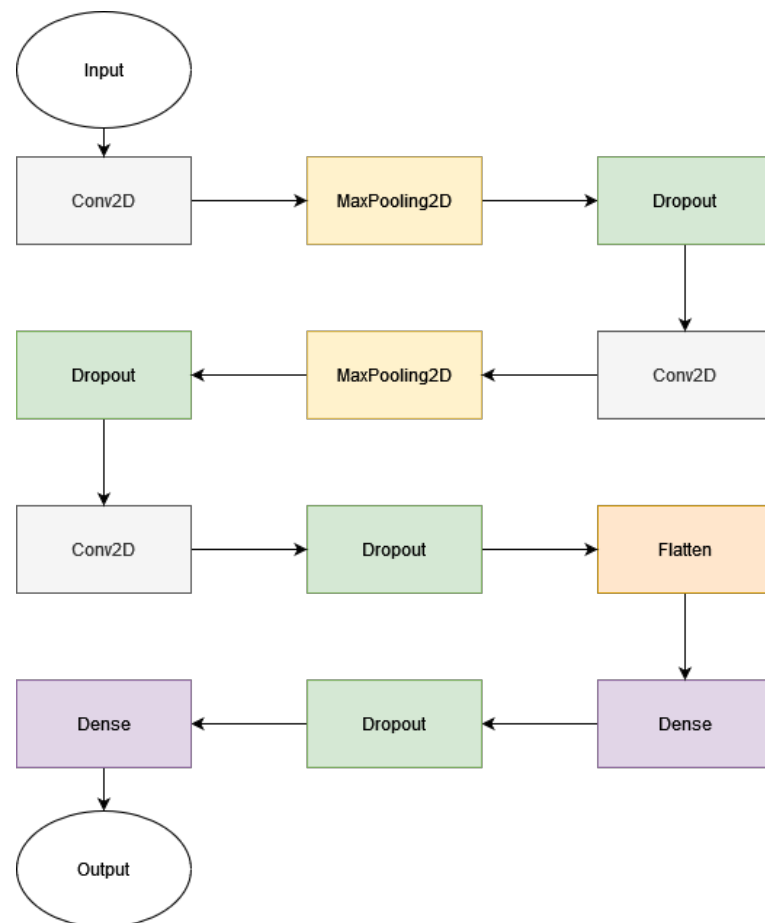 Input
Conv2D
MaxPooling2D
Dropout
Conv2D
MaxPooling2D
Dropout
Conv2D
Dropout
Flatten
Dense
Dropout
Dense
Output